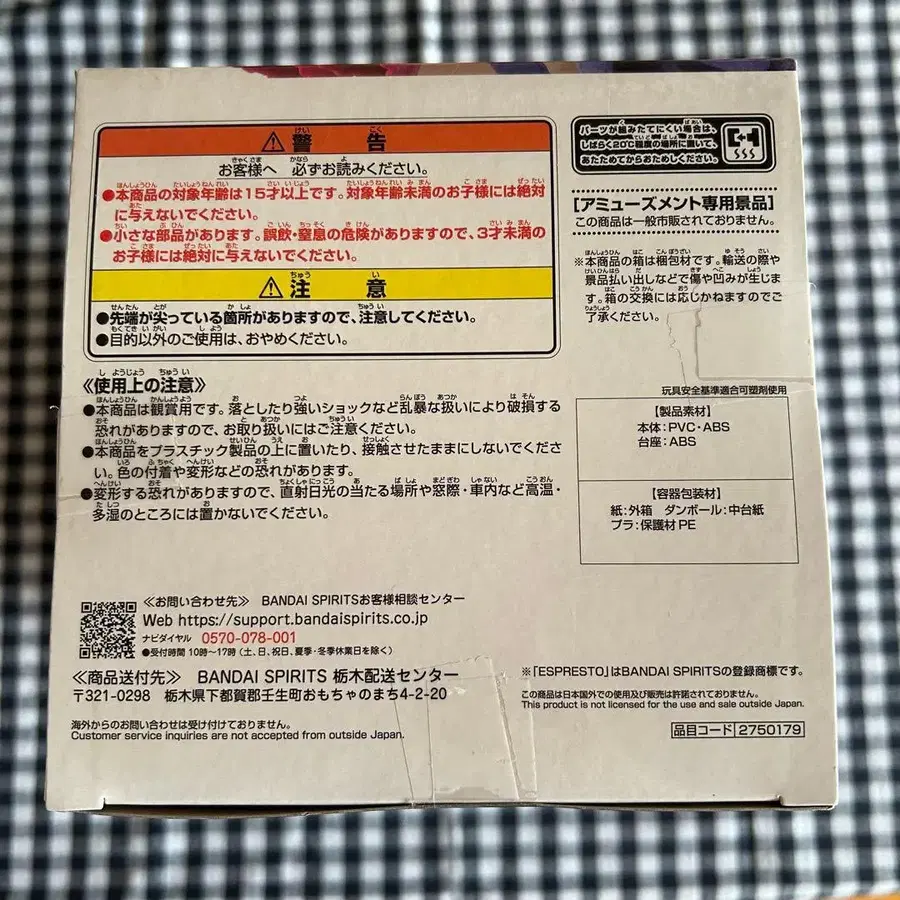 ⚠警告
お客様へ 必ずお読みください。
●本商品の対象年齢は15才以上です。対象年齢未満のお子様には絶対
に与えないでください。
●小さな部品があります。誤飲・窒息の危険がありますので、3才未満の
お子様には絶対に与えないでください。
⚠注意
●先端が尖っている箇所がありますので、注意してください。
●目的以外のご使用は、おやめください。
《使用上の注意》
●本商品は観賞用です。落としたり強いショックなど乱暴な扱いにより破損する
恐れがありますので、お取り扱いにはご注意ください。
●本商品をプラスチック製品の上に置いたり、接触させたままにしないでくださ
い。色の付着や変形などの恐れがあります。
●変形する恐れがありますので、直射日光の当たる場所や窓際・車内など高温・
多湿のところには置かないでください。
パーツが組みたてにくい場合は、
しばらく20℃程度の場所に置いて、
あたためてからおためしください。
[アミューズメント専用景品]
この商品は一般市販されておりません。
※本商品の箱は梱包材です。輸送の際や
景品払い出しなどで傷や凹みが生じま
す。箱の交換には応じかねますのでご
了承ください。
玩具安全基準適合可塑剤使用
【製品素材】
本体:PVC・ABS
台座:ABS
【容器包装材】
紙:外箱 ダンボール:中台紙
プラ:保護材PE
≪お問い合わせ先≫ BANDAI SPIRITSお客様相談センター
Web https://support.bandaispirits.co.jp
ナビダイヤル 0570-078-001
●受付時間 10時〜17時(土、日、祝日、夏季・冬季休業日を除く)
≪商品送付先≫ BANDAI SPIRITS 栃木配送センター
〒321-0298 栃木県下都賀郡壬生町おもちゃのまち4-2-20
海外からのお問い合わせは受け付けておりません。
Customer service inquiries are not accepted from outside Japan.
※「ESPRESTO」はBANDAI SPIRITSの登録商標です。
この商品は日本国外での使用及び販売は許諾されておりません。
This product is not licensed for the use and sale outside Japan.
品目コード 2750179